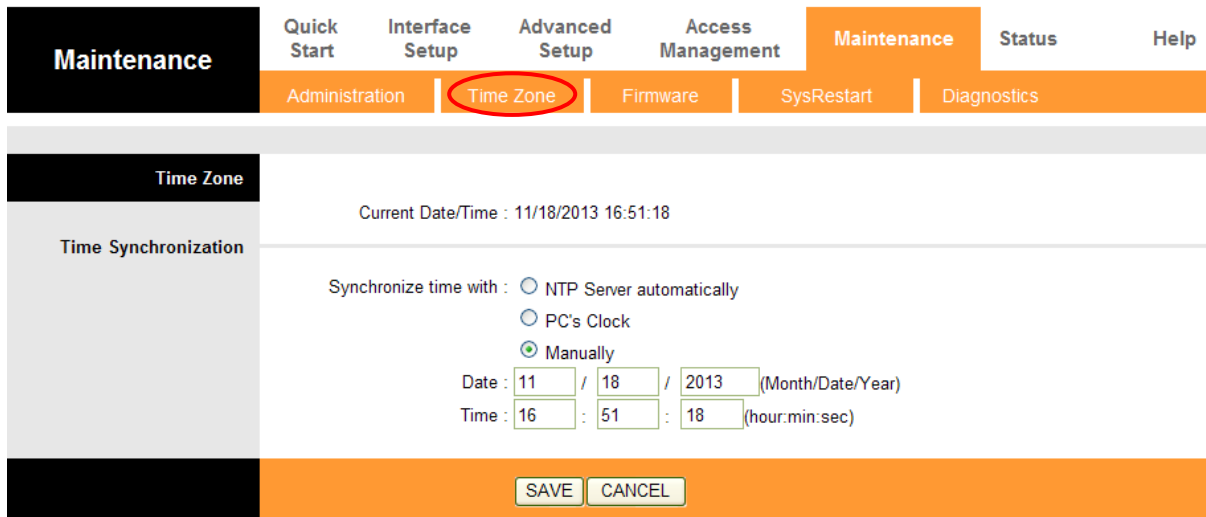 Maintenance
Quick Start
Interface Setup
Advanced Setup
Access Management
Maintenance
Status
Help
Administration
Time Zone
Firmware
SysRestart
Diagnostics
Time Zone
Current Date/Time : 11/18/2013 16:51:18
Time Synchronization
Synchronize time with : NTP Server automatically
PC's Clock
Manually
Date : 11 / 18 / 2013 (Month/Date/Year)
Time : 16 : 51 : 18 (hour:min:sec)
SAVE CANCEL